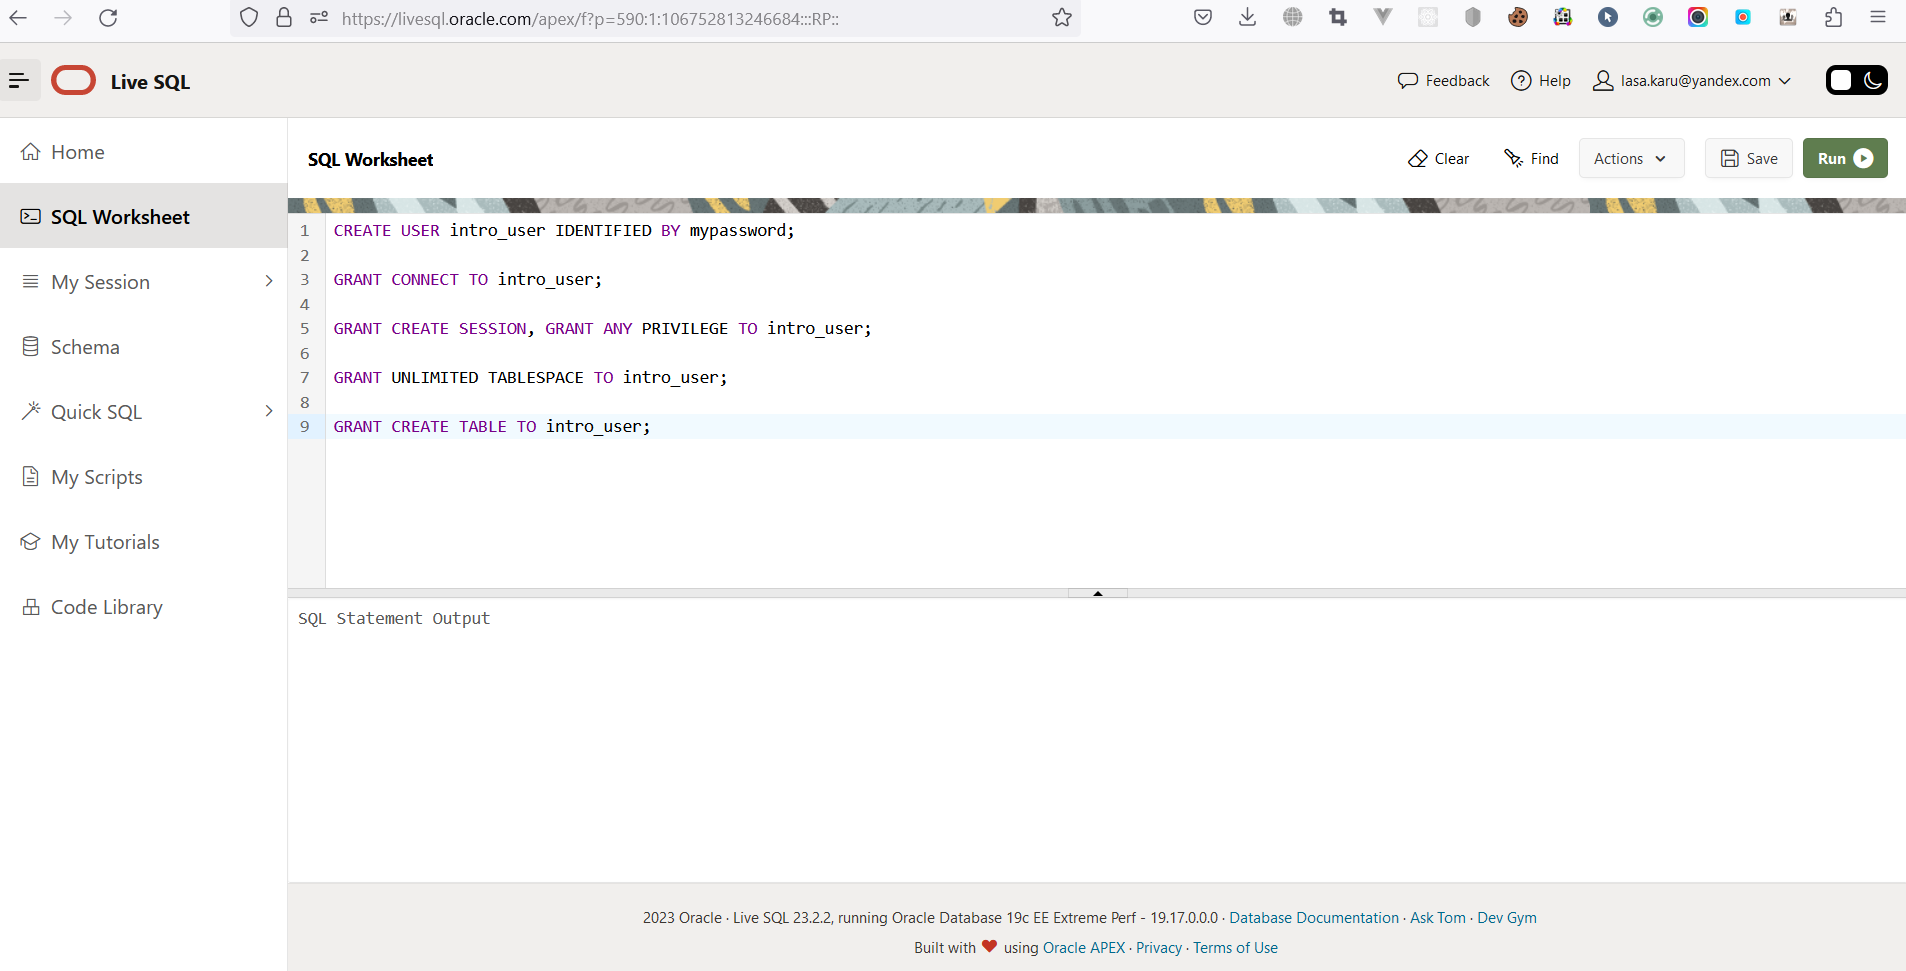 https://livesql.oracle.com/apex/f?p=590:1:106752813246684:::RP::
Live SQL
Feedback
Help
lasa.karu@yandex.com
Home
SQL Worksheet
My Session
Schema
Quick SQL
My Scripts
My Tutorials
Code Library
SQL Worksheet
Clear
Find
Actions
Save
Run
1 CREATE USER intro_user IDENTIFIED BY mypassword;
2
3 GRANT CONNECT TO intro_user;
4
5 GRANT CREATE SESSION, GRANT ANY PRIVILEGE TO intro_user;
6
7 GRANT UNLIMITED TABLESPACE TO intro_user;
8
9 GRANT CREATE TABLE TO intro_user;
SQL Statement Output
2023 Oracle · Live SQL 23.2.2, running Oracle Database 19c EE Extreme Perf - 19.17.0.0.0 · Database Documentation · Ask Tom · Dev Gym
Built with ❤ using Oracle APEX · Privacy · Terms of Use